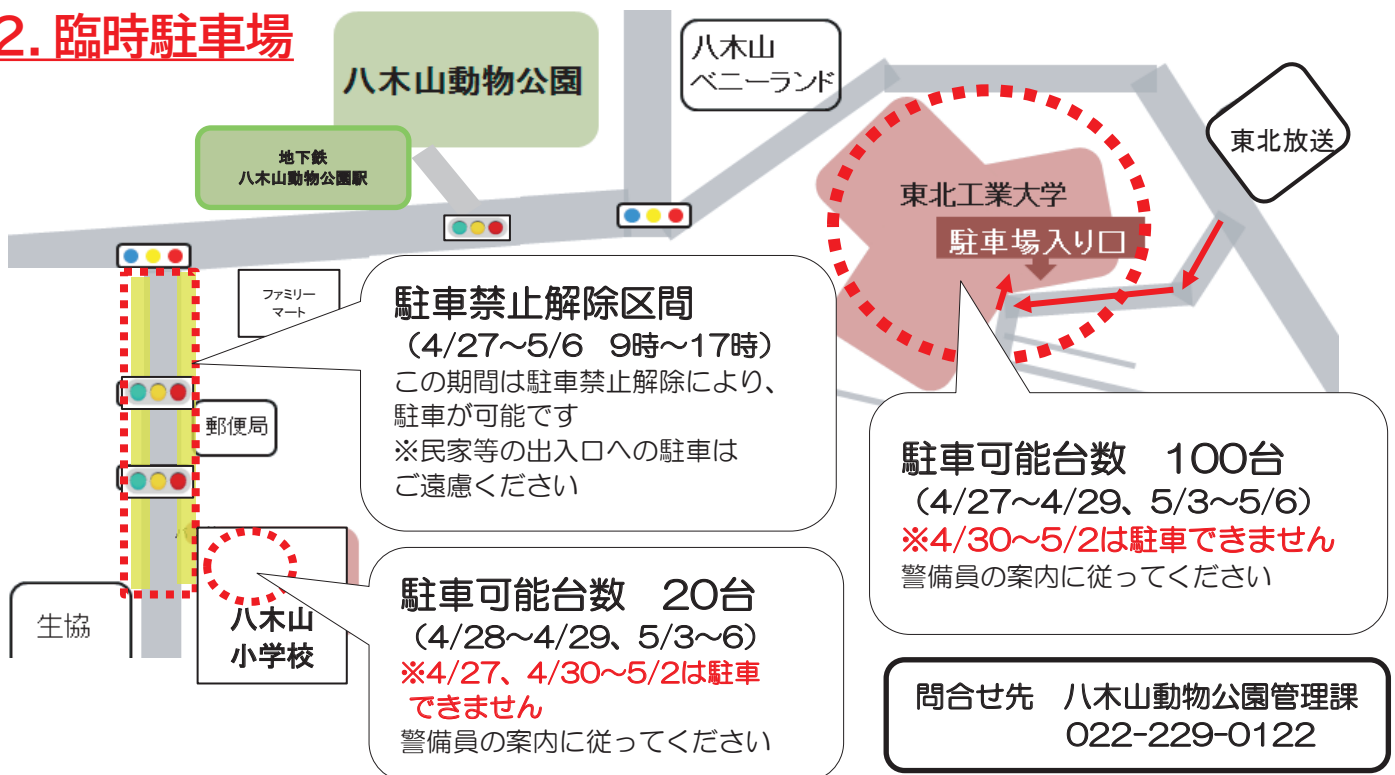 2. 臨時駐車場
八木山動物公園
八木山
ベニーランド
東北放送
地下鉄
八木山動物公園駅
東北工業大学
駐車場入り口
ファミリー
マート
駐車禁止解除区間
(4/27～5/6 9時～17時)
この期間は駐車禁止解除により、
駐車が可能です
※民家等の出入口への駐車は
ご遠慮ください
郵便局
駐車可能台数 100台
(4/27～4/29、5/3～5/6)
※4/30～5/2は駐車できません
警備員の案内に従ってください
生協
八木山
小学校
駐車可能台数 20台
(4/28～4/29、5/3～6)
※4/27、4/30～5/2は駐車
できません
警備員の案内に従ってください
問合せ先 八木山動物公園管理課
022-229-0122